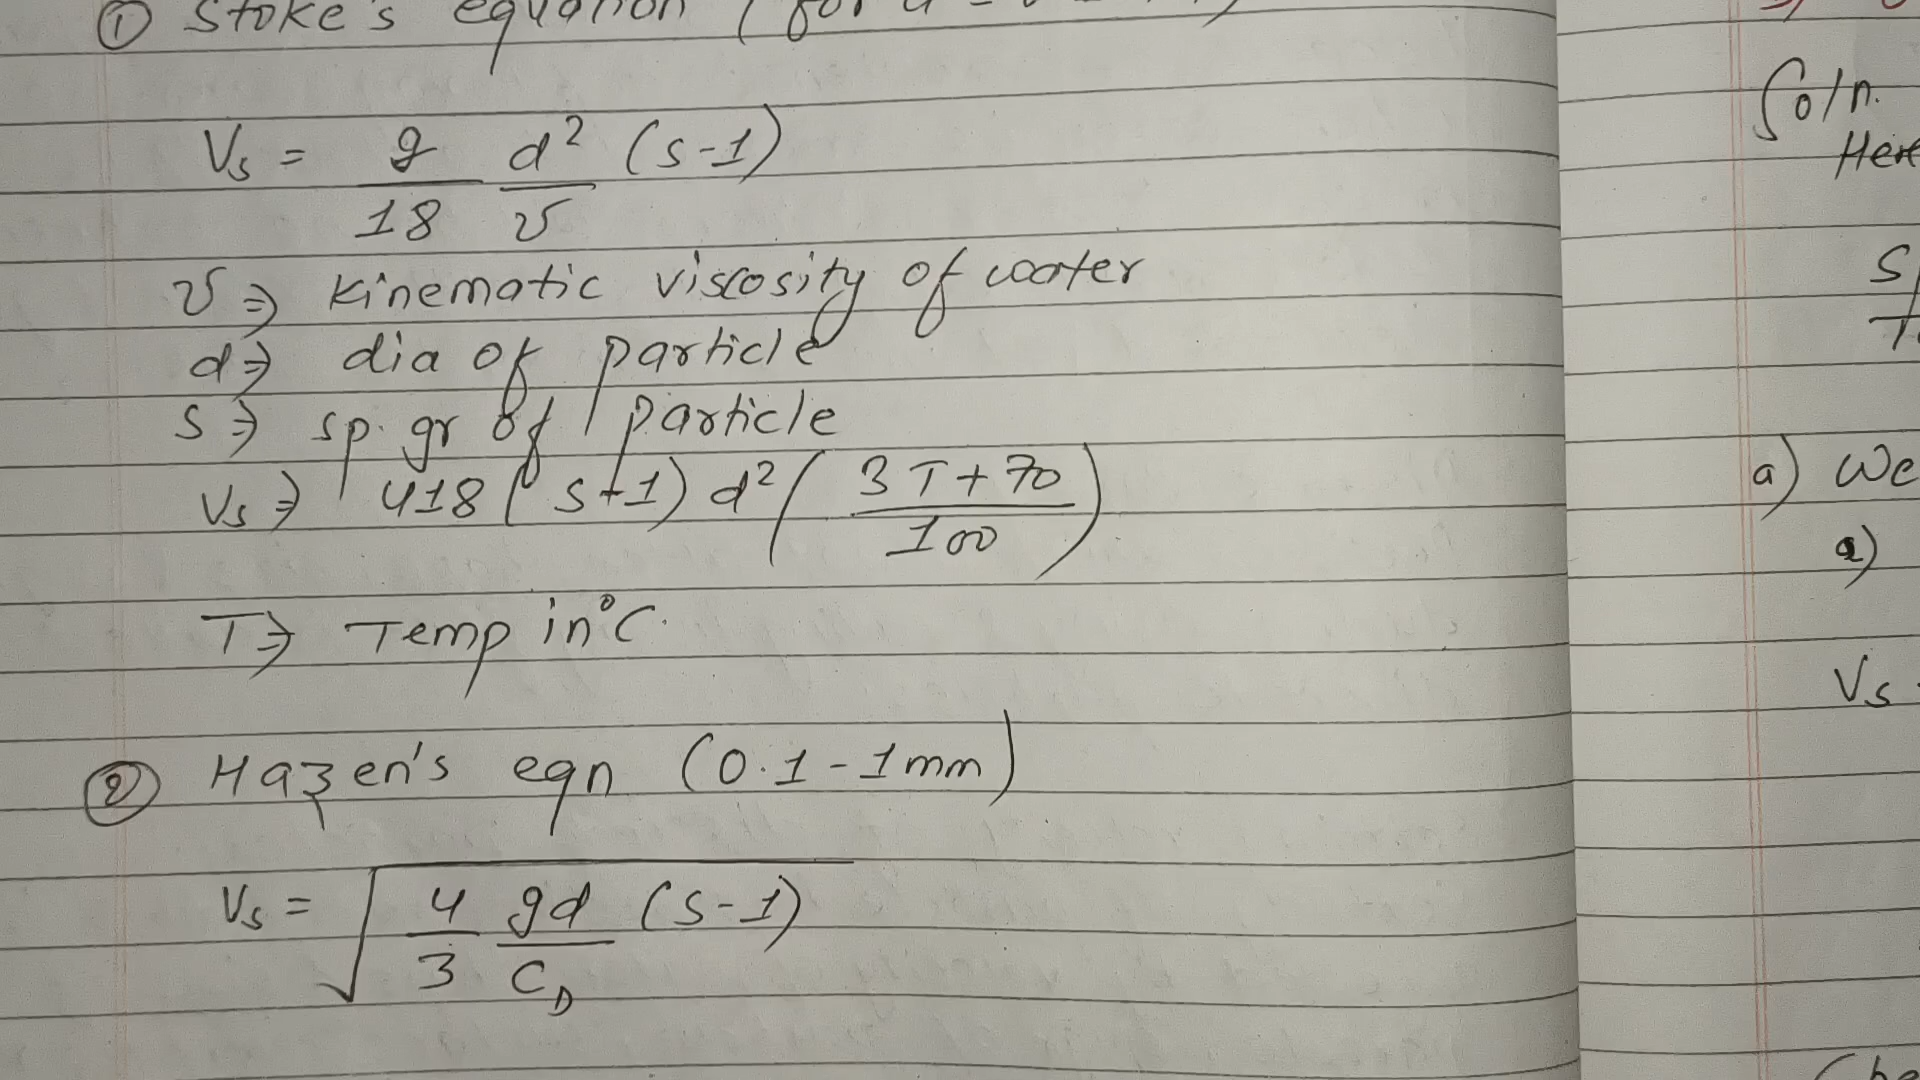 ① Stoke's equation (for d
Vs = g/18 d²/υ (s-1)
υ ⇒ Kinematic viscosity of water
d ⇒ dia of particle
s ⇒ sp. gr of particle
Vs ⇒ 418 (s+1) d² (3T+70/100)
T ⇒ Temp in °C.
② Hazen's eqn (0.1-1mm)
Vs = √(4/3 gd/C_D (s-1))
Soln.
Here
S
T
a) We
a)
Vs